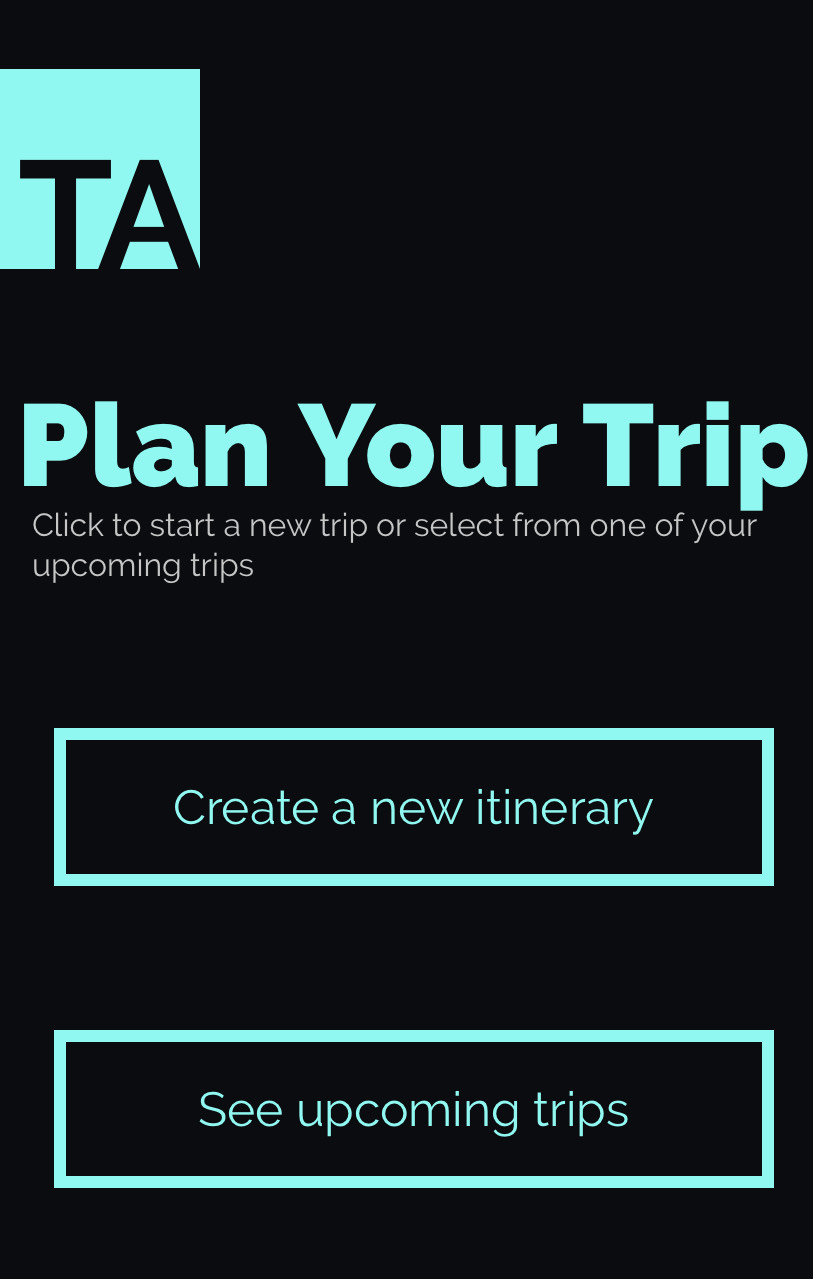 TA
Plan Your Trip
Click to start a new trip or select from one of your
upcoming trips
Create a new itinerary
See upcoming trips